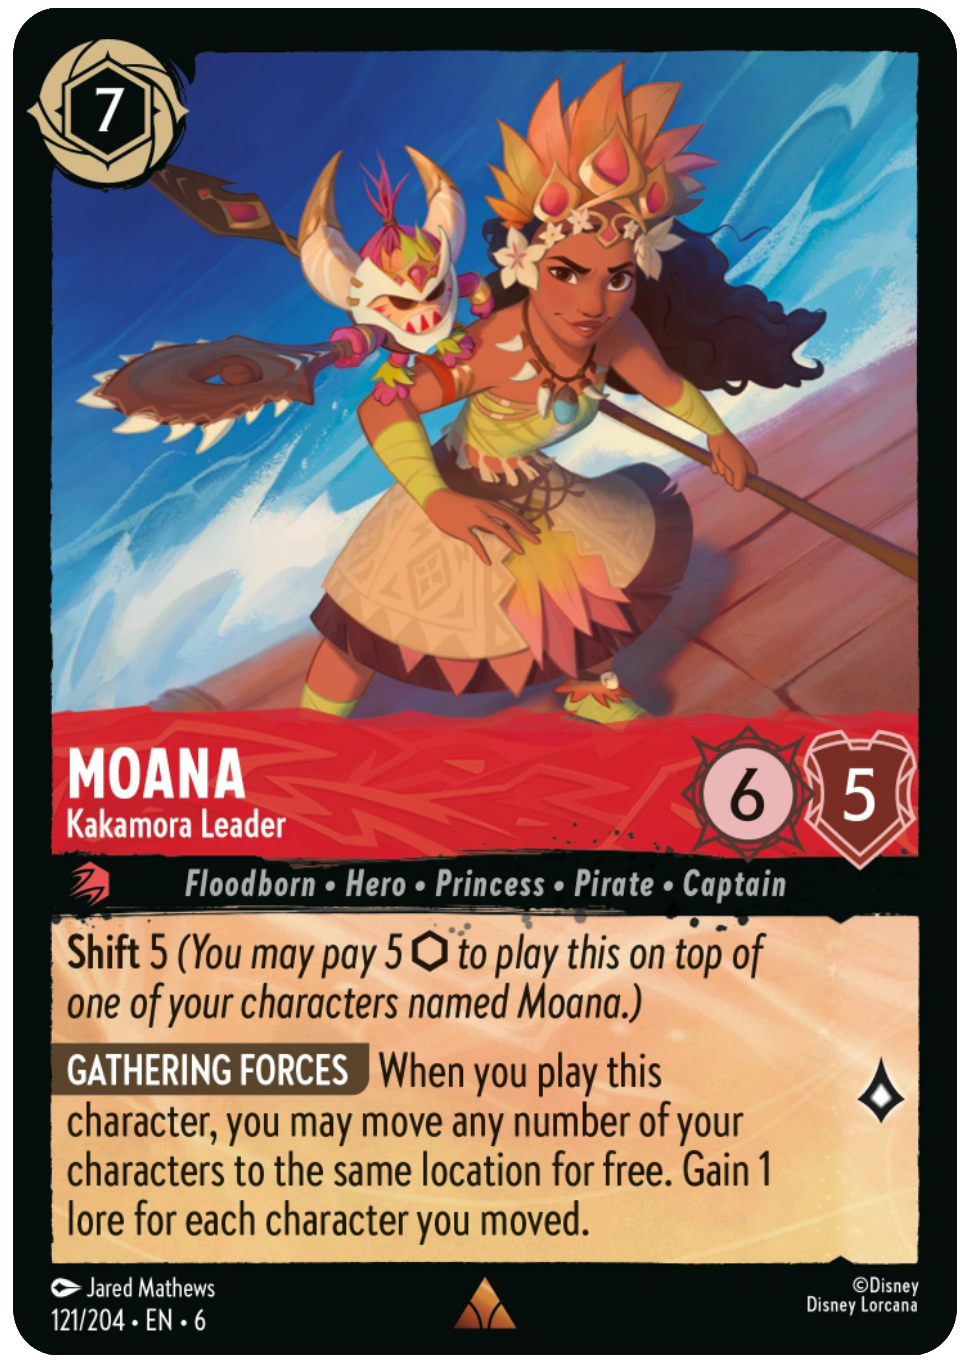 7
MOANA
Kakamora Leader
6
5
Floodborn • Hero • Princess • Pirate • Captain
Shift 5 (You may pay 5 ⬡ to play this on top of
one of your characters named Moana.)
GATHERING FORCES When you play this
character, you may move any number of your
characters to the same location for free. Gain 1
lore for each character you moved.
Jared Mathews
121/204 • EN • 6
©Disney
Disney Lorcana